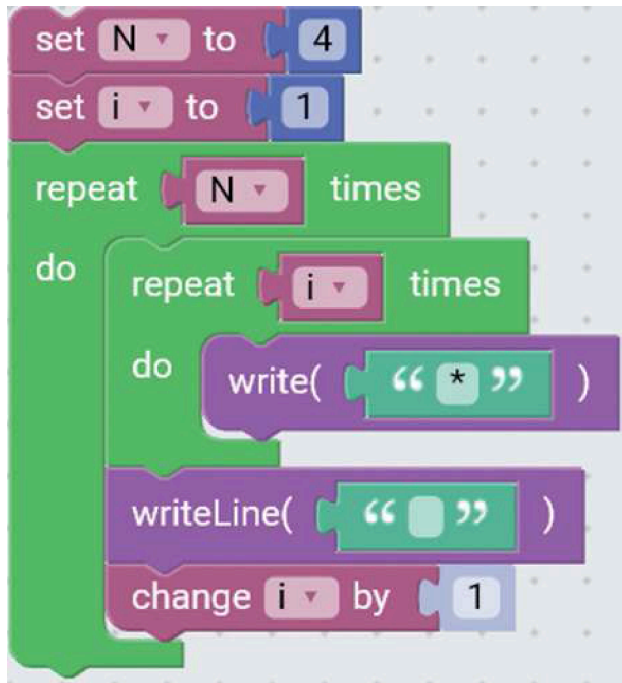 set N to 4
set i to 1
repeat N times
do repeat i times
do write( “ * ” )
writeLine( “ ” )
change i by 1